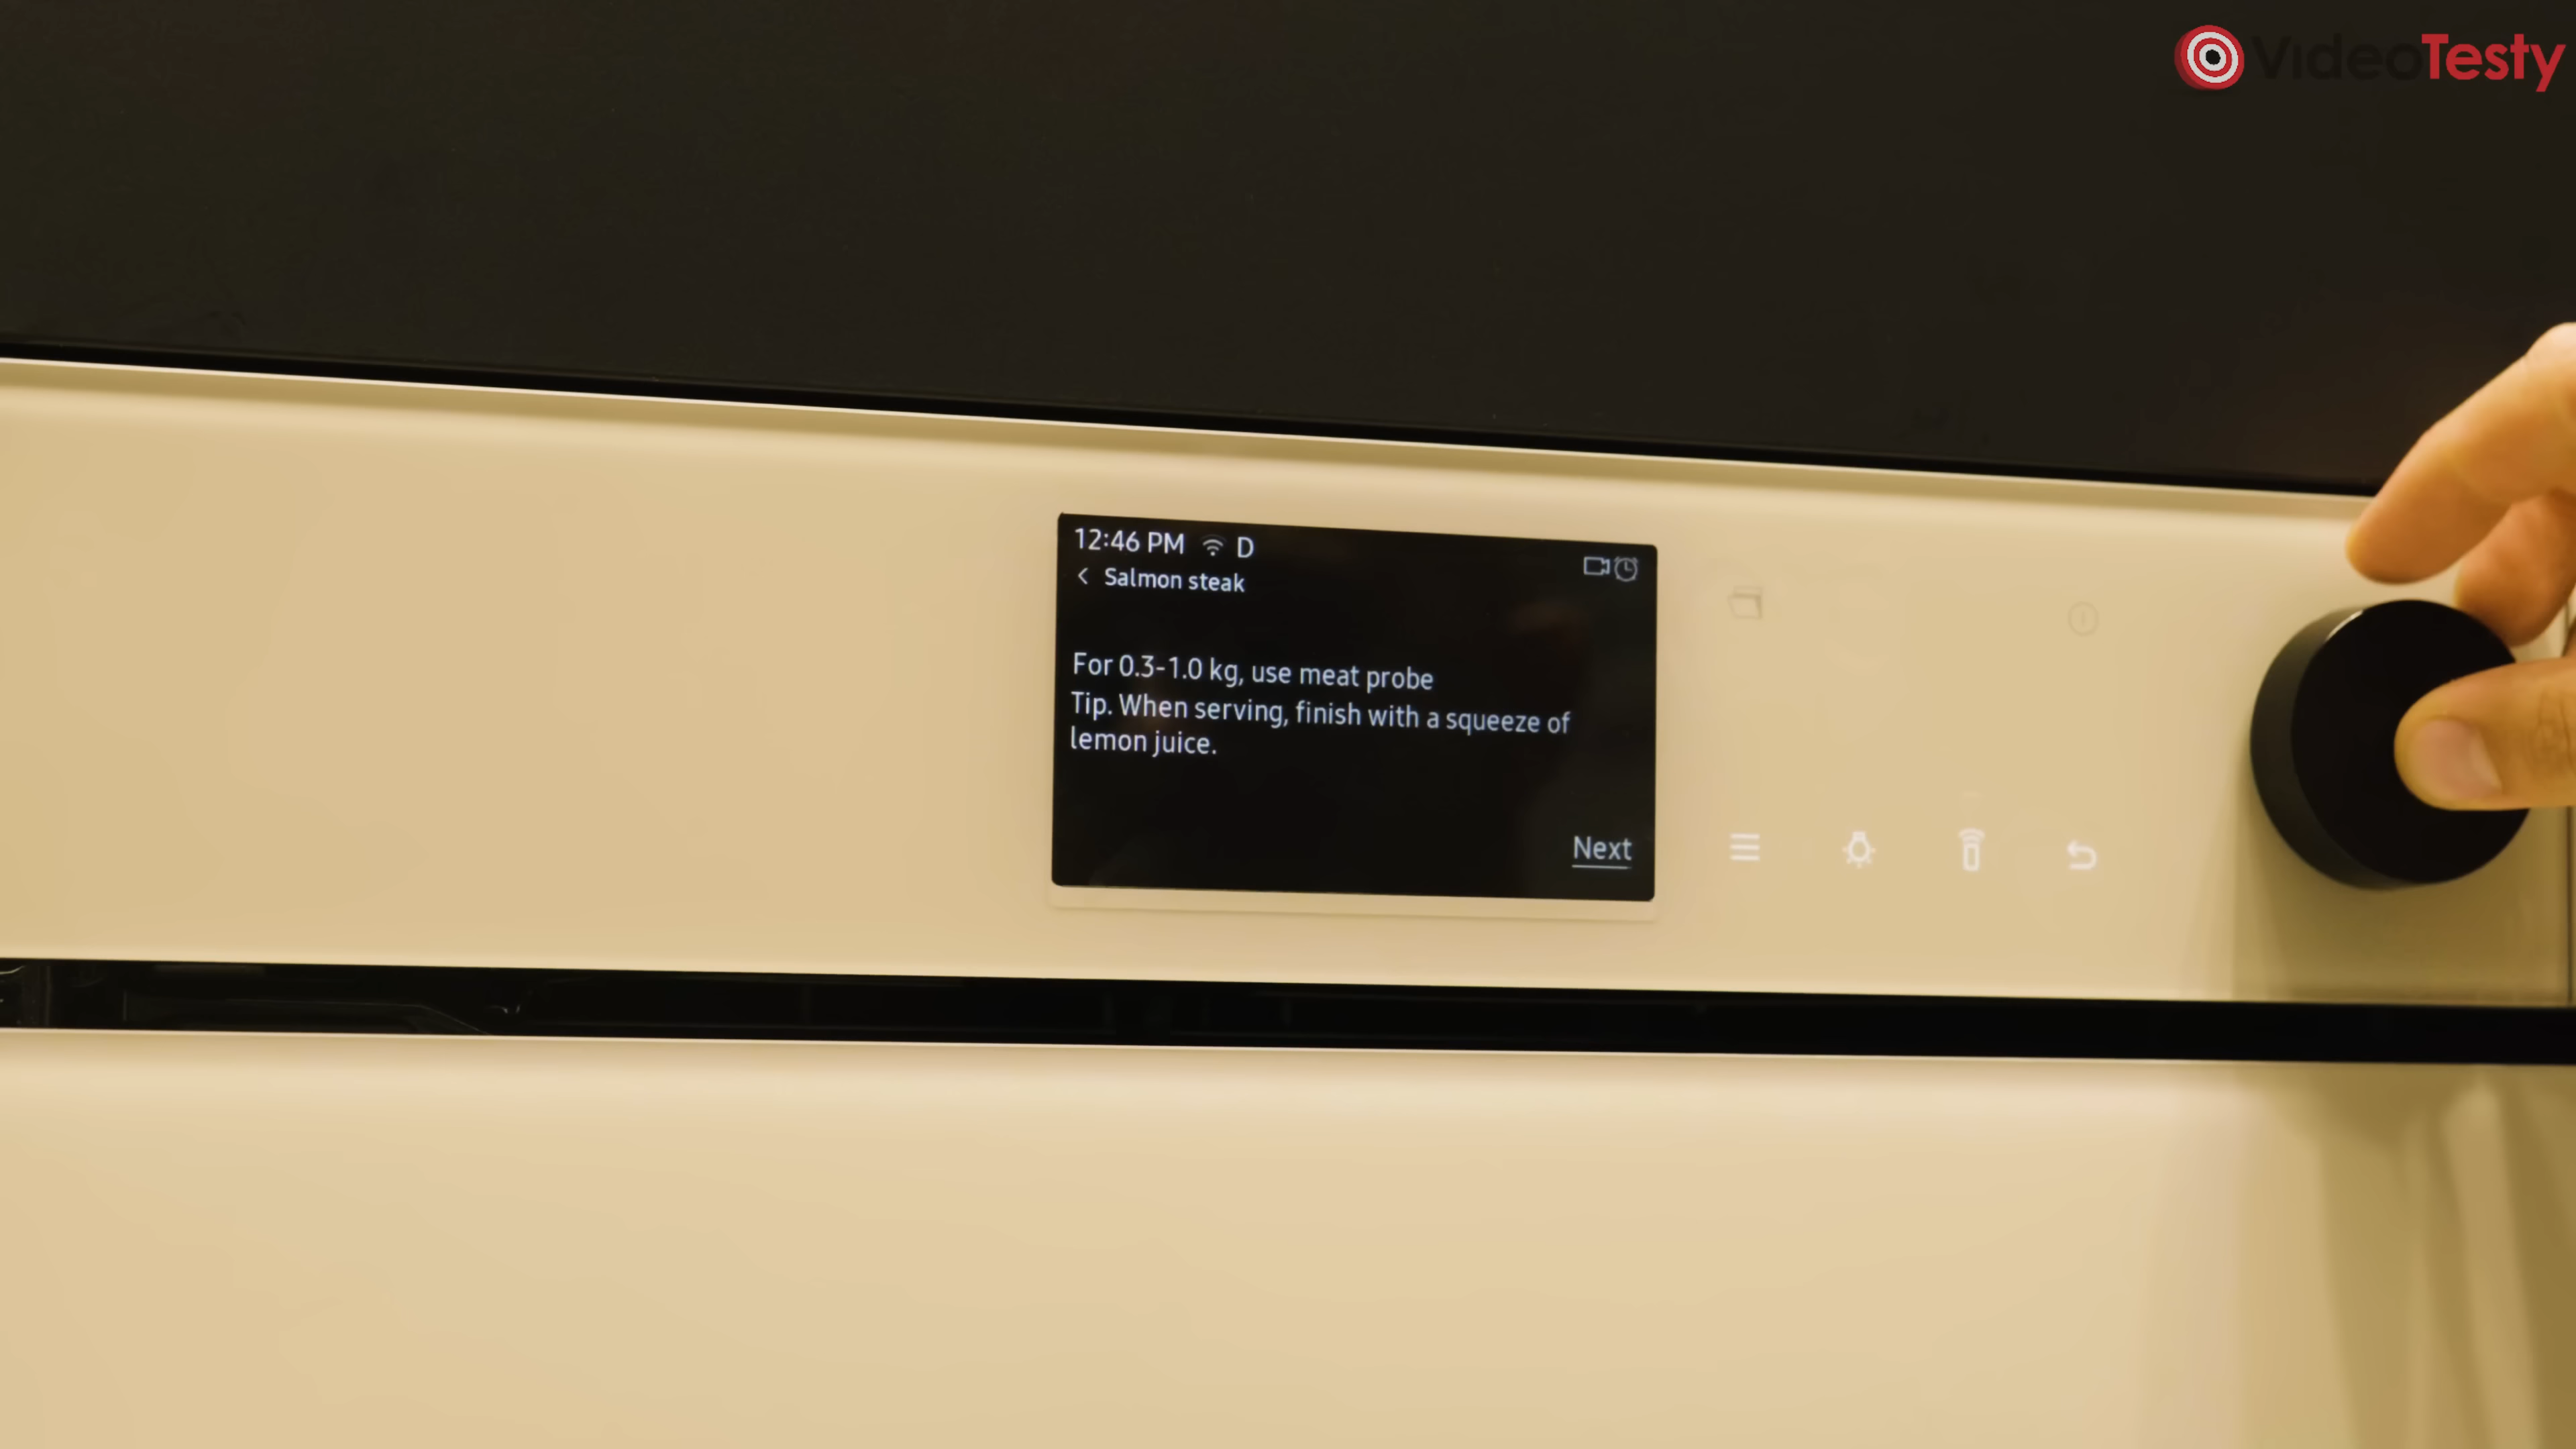 VideoTesty
12:46 PM D
< Salmon steak
For 0.3-1.0 kg, use meat probe
Tip. When serving, finish with a squeeze of
lemon juice.
Next